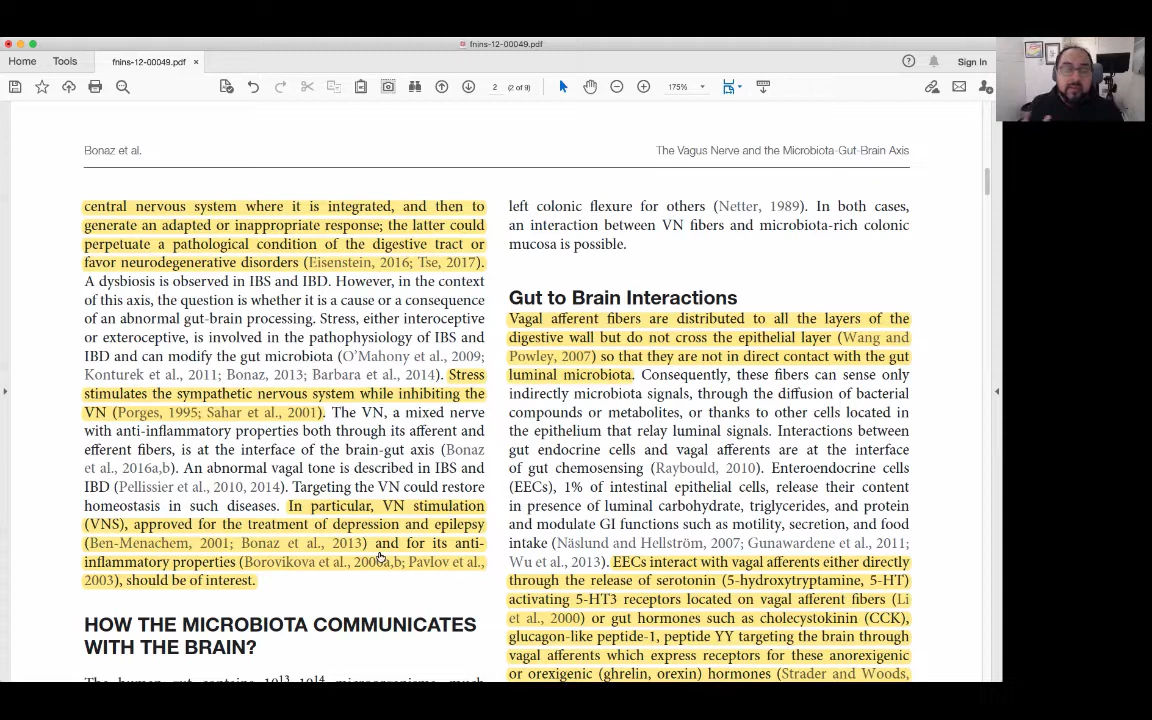 fnins-12-00049.pdf
Home
Tools
fnins-12-00049.pdf
Sign In
2
(2 of 9)
175%
Bonaz et al.
The Vagus Nerve and the Microbiota-Gut-Brain Axis
central nervous system where it is integrated, and then to
generate an adapted or inappropriate response; the latter could
perpetuate a pathological condition of the digestive tract or
favor neurodegenerative disorders (Eisenstein, 2016; Tse, 2017).
A dysbiosis is observed in IBS and IBD. However, in the context
of this axis, the question is whether it is a cause or a consequence
of an abnormal gut-brain processing. Stress, either interoceptive
or exteroceptive, is involved in the pathophysiology of IBS and
IBD and can modify the gut microbiota (O'Mahony et al., 2009;
Konturek et al., 2011; Bonaz, 2013; Barbara et al., 2014). Stress
stimulates the sympathetic nervous system while inhibiting the
VN (Porges, 1995; Sahar et al., 2001). The VN, a mixed nerve
with anti-inflammatory properties both through its afferent and
efferent fibers, is at the interface of the brain-gut axis (Bonaz
et al., 2016a,b). An abnormal vagal tone is described in IBS and
IBD (Pellissier et al., 2010, 2014). Targeting the VN could restore
homeostasis in such diseases. In particular, VN stimulation
(VNS), approved for the treatment of depression and epilepsy
(Ben-Menachem, 2001; Bonaz et al., 2013) and for its anti-
inflammatory properties (Borovikova et al., 2000a,b; Pavlov et al.,
2003), should be of interest.
HOW THE MICROBIOTA COMMUNICATES
WITH THE BRAIN?
The human gut contains 1013-1014 microorganisms, much
left colonic flexure for others (Netter, 1989). In both cases,
an interaction between VN fibers and microbiota-rich colonic
mucosa is possible.
Gut to Brain Interactions
Vagal afferent fibers are distributed to all the layers of the
digestive wall but do not cross the epithelial layer (Wang and
Powley, 2007) so that they are not in direct contact with the gut
luminal microbiota. Consequently, these fibers can sense only
indirectly microbiota signals, through the diffusion of bacterial
compounds or metabolites, or thanks to other cells located in
the epithelium that relay luminal signals. Interactions between
gut endocrine cells and vagal afferents are at the interface
of gut chemosensing (Raybould, 2010). Enteroendocrine cells
(EECs), 1% of intestinal epithelial cells, release their content
in presence of luminal carbohydrate, triglycerides, and protein
and modulate GI functions such as motility, secretion, and food
intake (Näslund and Hellström, 2007; Gunawardene et al., 2011;
Wu et al., 2013). EECs interact with vagal afferents either directly
through the release of serotonin (5-hydroxytryptamine, 5-HT)
activating 5-HT3 receptors located on vagal afferent fibers (Li
et al., 2000) or gut hormones such as cholecystokinin (CCK),
glucagon-like peptide-1, peptide YY targeting the brain through
vagal afferents which express receptors for these anorexigenic
or orexigenic (ghrelin, orexin) hormones (Strader and Woods,